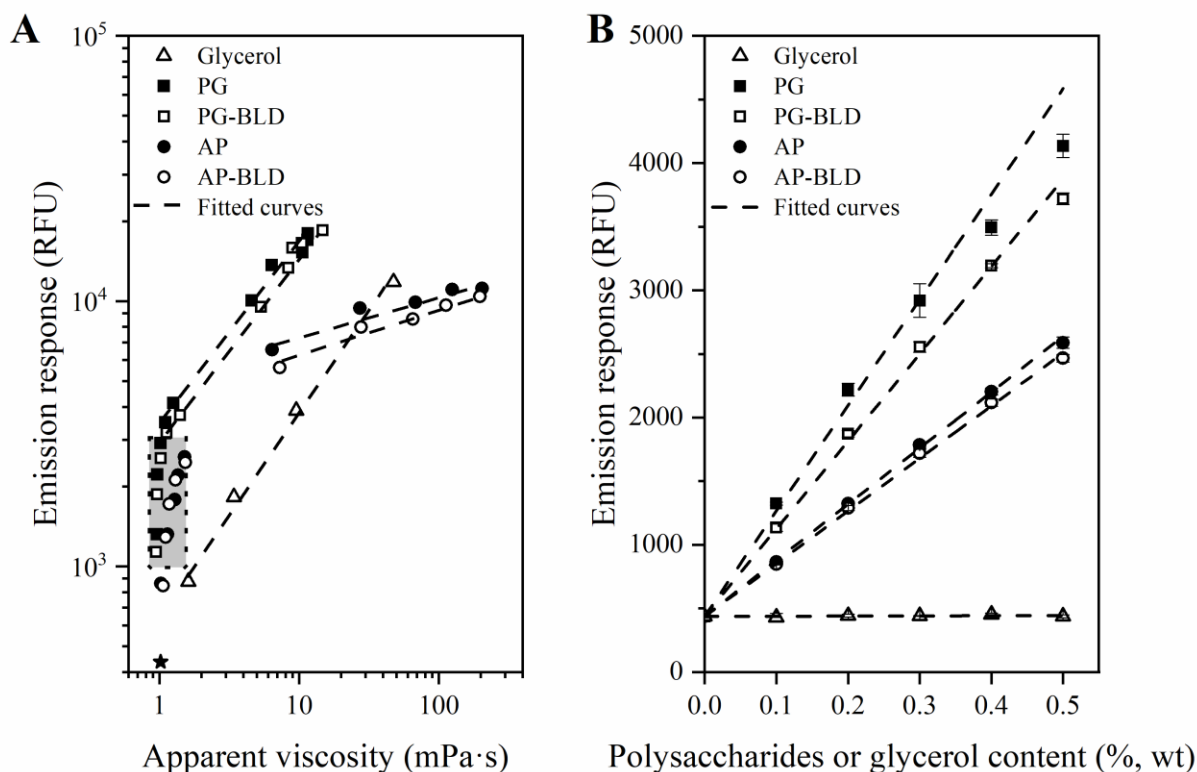 A
Emission response (RFU)
10^5
10^4
10^3
Glycerol
PG
PG-BLD
AP
AP-BLD
Fitted curves
1
10
100
Apparent viscosity (mPa·s)
B
Emission response (RFU)
5000
4000
3000
2000
1000
0
Glycerol
PG
PG-BLD
AP
AP-BLD
Fitted curves
0.0
0.1
0.2
0.3
0.4
0.5
Polysaccharides or glycerol content (%, wt)